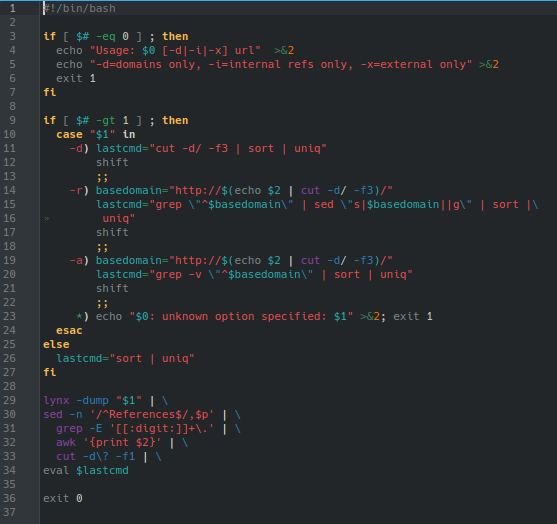 1 #!/bin/bash
2
3 if [ $# -eq 0 ] ; then
4   echo "Usage: $0 [-d|-i|-x] url"  >&2
5   echo "-d=domains only, -i=internal refs only, -x=external only" >&2
6   exit 1
7 fi
8
9 if [ $# -gt 1 ] ; then
10   case "$1" in
11     -d) lastcmd="cut -d/ -f3 | sort | uniq"
12         shift
13         ;;
14     -r) basedomain="http://$(echo $2 | cut -d/ -f3)/"
15         lastcmd="grep \"^$basedomain\" | sed \"s|$basedomain||g\" | sort |\
16          uniq"
17         shift
18         ;;
19     -a) basedomain="http://$(echo $2 | cut -d/ -f3)/"
20         lastcmd="grep -v \"^$basedomain\" | sort | uniq"
21         shift
22         ;;
23      *) echo "$0: unknown option specified: $1" >&2; exit 1
24   esac
25 else
26   lastcmd="sort | uniq"
27 fi
28
29 lynx -dump "$1" | \
30 sed -n '/^References$/,$p' | \
31   grep -E '[[:digit:]]+\.' | \
32   awk '{print $2}' | \
33   cut -d\? -f1 | \
34 eval $lastcmd
35
36 exit 0
37